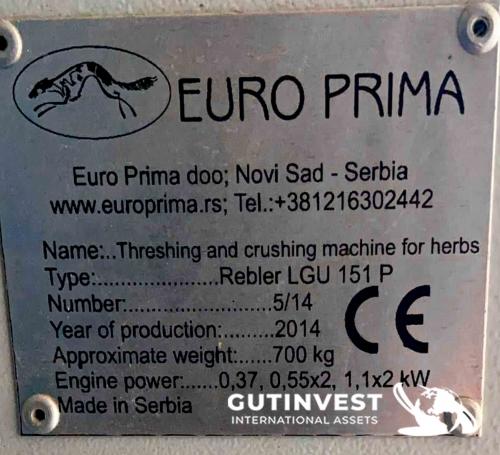 EURO PRIMA
Euro Prima doo; Novi Sad - Serbia
www.europrima.rs; Tel.:+381216302442
Name:..Threshing and crushing machine for herbs
Type:.....................Rebler LGU 151 P
Number:.........................5/14
Year of production:.........2014
Approximate weight:.....700 kg
Engine power:......0,37, 0,55x2, 1,1x2 kW
Made in Serbia
CE
GUTINVEST
INTERNATIONAL ASSETS